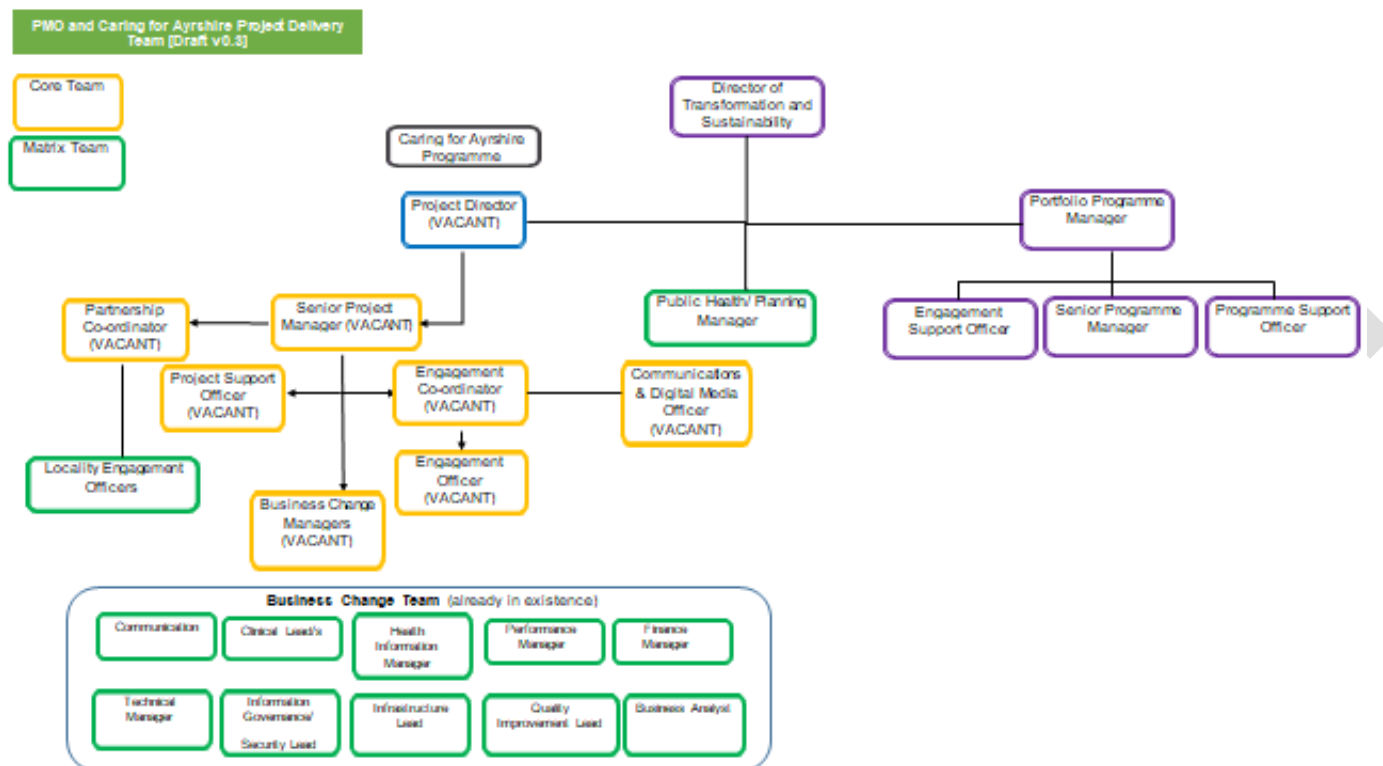 PMO and Caring for Ayrshire Project Delivery
Team [Draft v0.3]
Core Team
Matrix Team
Director of
Transformation and
Sustainability
Caring for Ayrshire
Programme
Project Director
(VACANT)
Portfolio Programme
Manager
Partnership
Co-ordinator
(VACANT)
Senior Project
Manager (VACANT)
Public Health/ Planning
Manager
Engagement
Support Officer
Senior Programme
Manager
Programme Support
Officer
Project Support
Officer
(VACANT)
Engagement
Co-ordinator
(VACANT)
Communications
& Digital Media
Officer
(VACANT)
Locality Engagement
Officers
Engagement
Officer
(VACANT)
Business Change
Managers
(VACANT)
Business Change Team (already in existence)
Communication
Clinical Lead/s
Health
Information
Manager
Performance
Manager
Finance
Manager
Technical
Manager
Information
Governance/
Security Lead
Infrastructure
Lead
Quality
Improvement Lead
Business Analyst